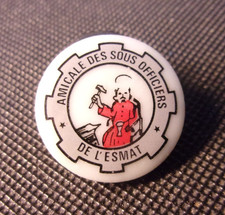 AMICALE DES SOUS OFFICIERS
DE L'ESMAT